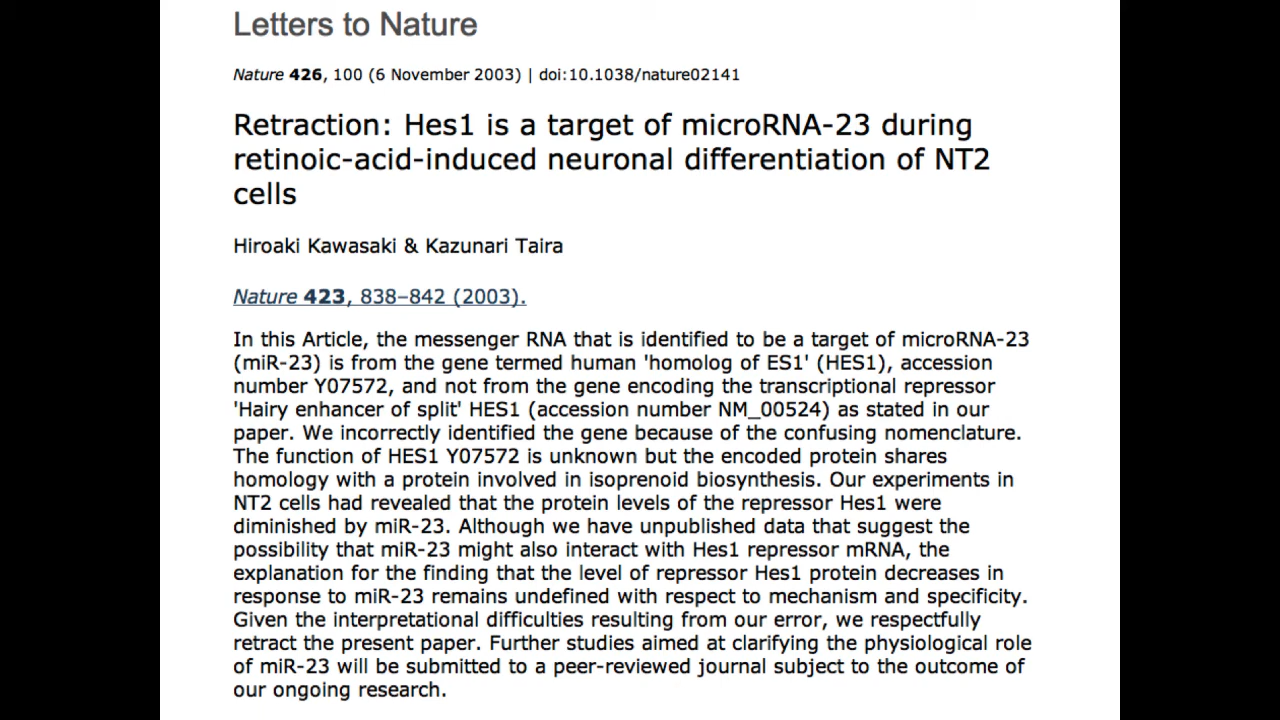 Letters to Nature
Nature 426, 100 (6 November 2003) | doi:10.1038/nature02141
Retraction: Hes1 is a target of microRNA-23 during
retinoic-acid-induced neuronal differentiation of NT2
cells
Hiroaki Kawasaki & Kazunari Taira
Nature 423, 838–842 (2003).
In this Article, the messenger RNA that is identified to be a target of microRNA-23
(miR-23) is from the gene termed human 'homolog of ES1' (HES1), accession
number Y07572, and not from the gene encoding the transcriptional repressor
'Hairy enhancer of split' HES1 (accession number NM_00524) as stated in our
paper. We incorrectly identified the gene because of the confusing nomenclature.
The function of HES1 Y07572 is unknown but the encoded protein shares
homology with a protein involved in isoprenoid biosynthesis. Our experiments in
NT2 cells had revealed that the protein levels of the repressor Hes1 were
diminished by miR-23. Although we have unpublished data that suggest the
possibility that miR-23 might also interact with Hes1 repressor mRNA, the
explanation for the finding that the level of repressor Hes1 protein decreases in
response to miR-23 remains undefined with respect to mechanism and specificity.
Given the interpretational difficulties resulting from our error, we respectfully
retract the present paper. Further studies aimed at clarifying the physiological role
of miR-23 will be submitted to a peer-reviewed journal subject to the outcome of
our ongoing research.